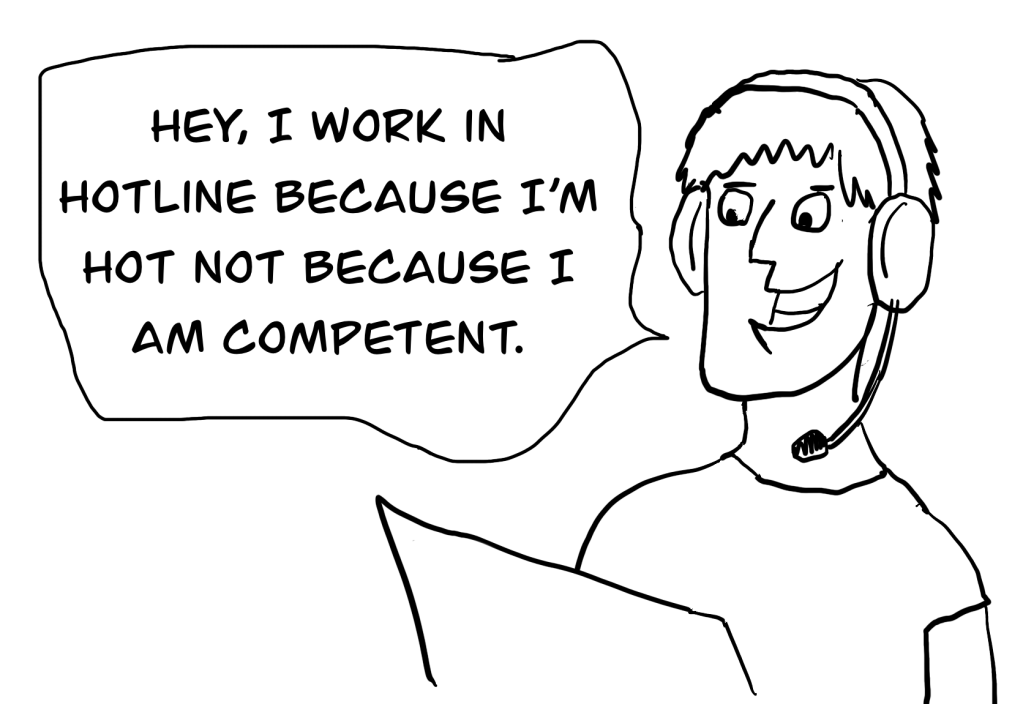 HEY, I WORK IN
HOTLINE BECAUSE I'M
HOT NOT BECAUSE I
AM COMPETENT.